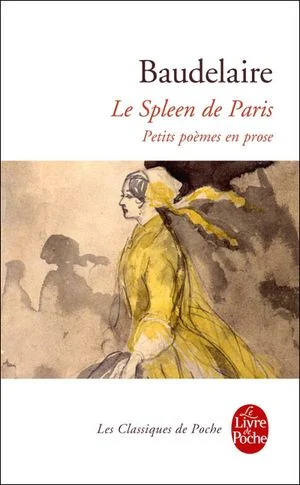 Baudelaire
Le Spleen de Paris
Petits poèmes en prose
Les Classiques de Poche
Le
Livre
de
Poche